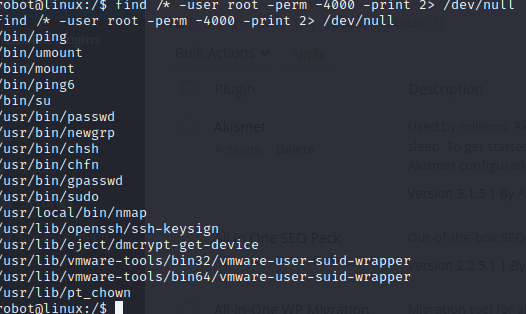 robot@linux:/$ find /* -user root -perm -4000 -print 2> /dev/null
find /* -user root -perm -4000 -print 2> /dev/null
/bin/ping
/bin/umount
/bin/mount
/bin/ping6
/bin/su
/usr/bin/passwd
/usr/bin/newgrp
/usr/bin/chsh
/usr/bin/chfn
/usr/bin/gpasswd
/usr/bin/sudo
/usr/local/bin/nmap
/usr/lib/openssh/ssh-keysign
/usr/lib/eject/dmcrypt-get-device
/usr/lib/vmware-tools/bin32/vmware-user-suid-wrapper
/usr/lib/vmware-tools/bin64/vmware-user-suid-wrapper
/usr/lib/pt_chown
robot@linux:/$
Bulk Actions
Apply
Plugin
Description
Akismet
Used by millions, Ak
Activate
Delete
sleep. To get started
Akismet configurat
Version 3.1.5 | By
All in One SEO Pack
Out-of-the-box SE
Version 2.2.5.1 | By
All-in-One WP Migration
Migration tool for a